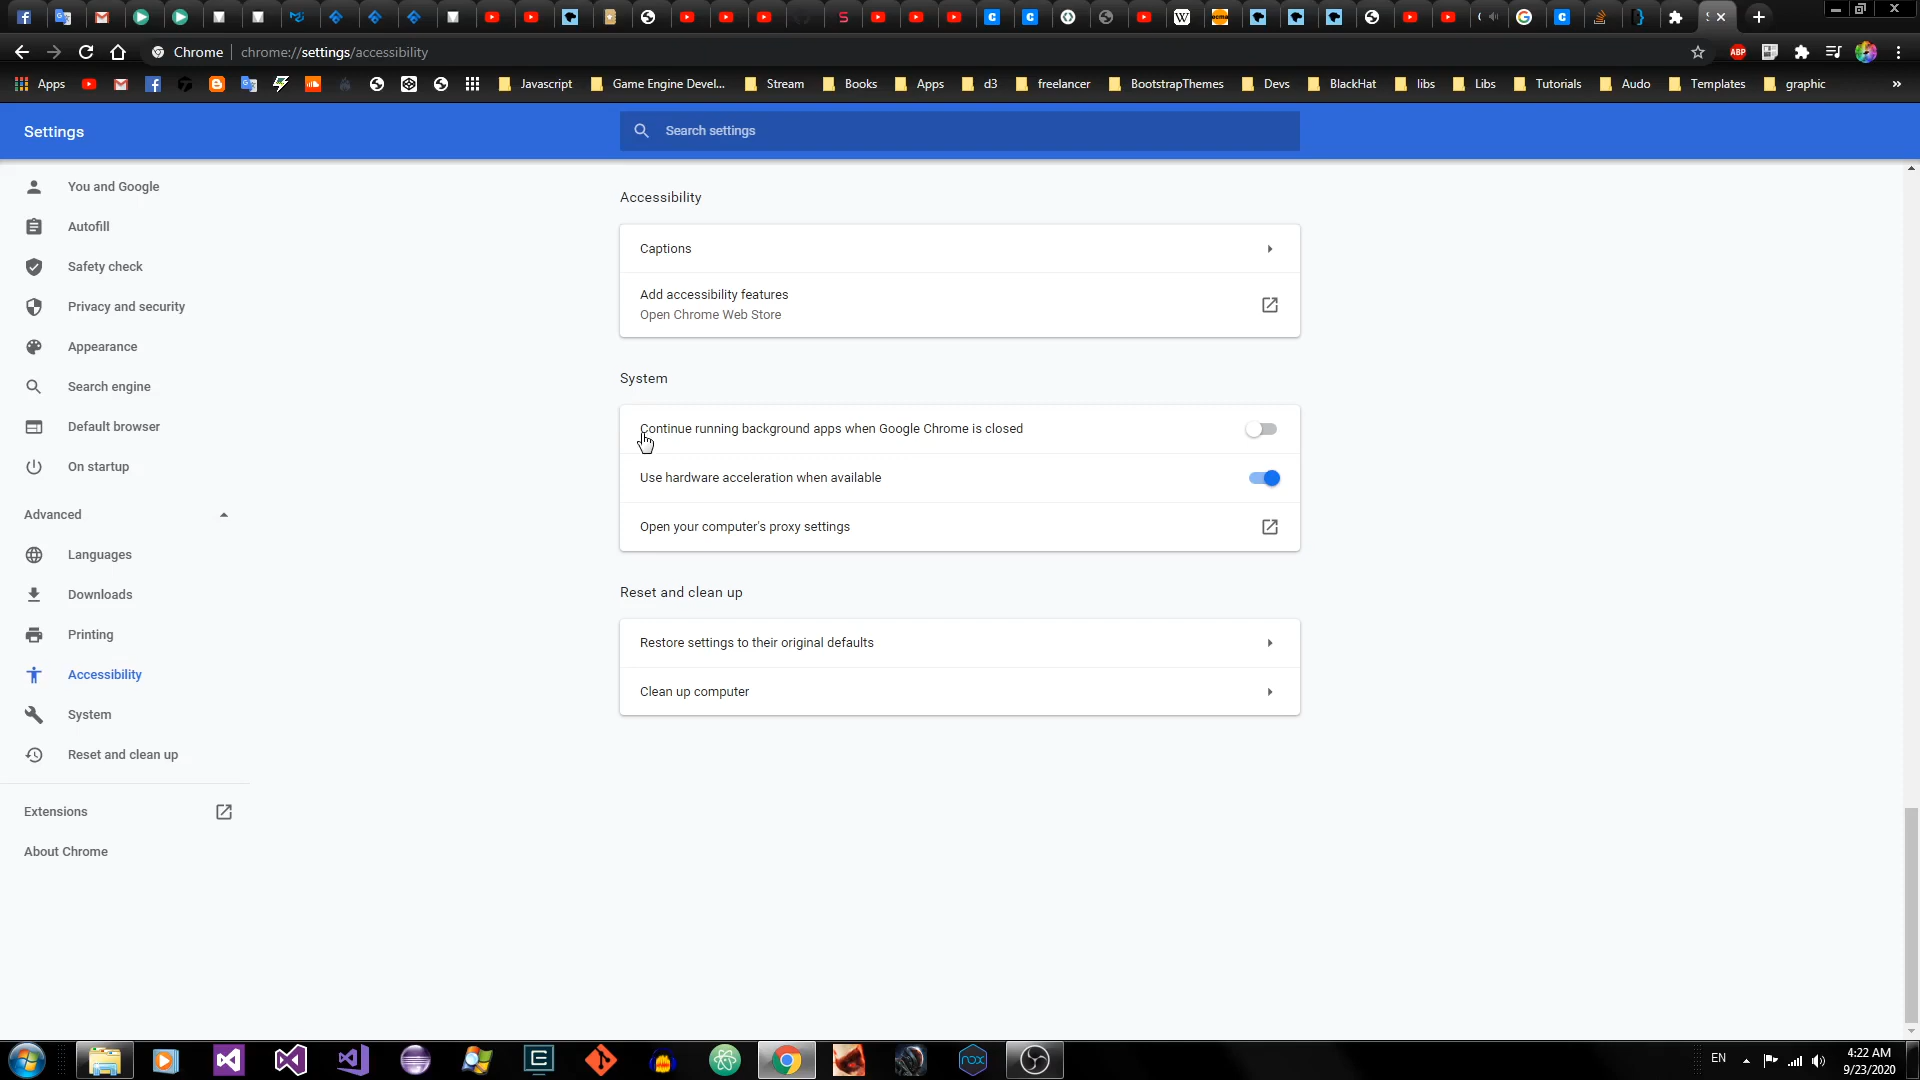 Chrome chrome://settings/accessibility
ABP
Apps Javascript Game Engine Devel... Stream Books Apps d3 freelancer BootstrapThemes Devs BlackHat libs Libs Tutorials Audo Templates graphic »
Settings
Search settings
You and Google
Autofill
Safety check
Privacy and security
Appearance
Search engine
Default browser
On startup
Advanced
Languages
Downloads
Printing
Accessibility
System
Reset and clean up
Extensions
About Chrome
Accessibility
Captions
Add accessibility features
Open Chrome Web Store
System
Continue running background apps when Google Chrome is closed
Use hardware acceleration when available
Open your computer's proxy settings
Reset and clean up
Restore settings to their original defaults
Clean up computer
nox
EN
4:22 AM
9/23/2020